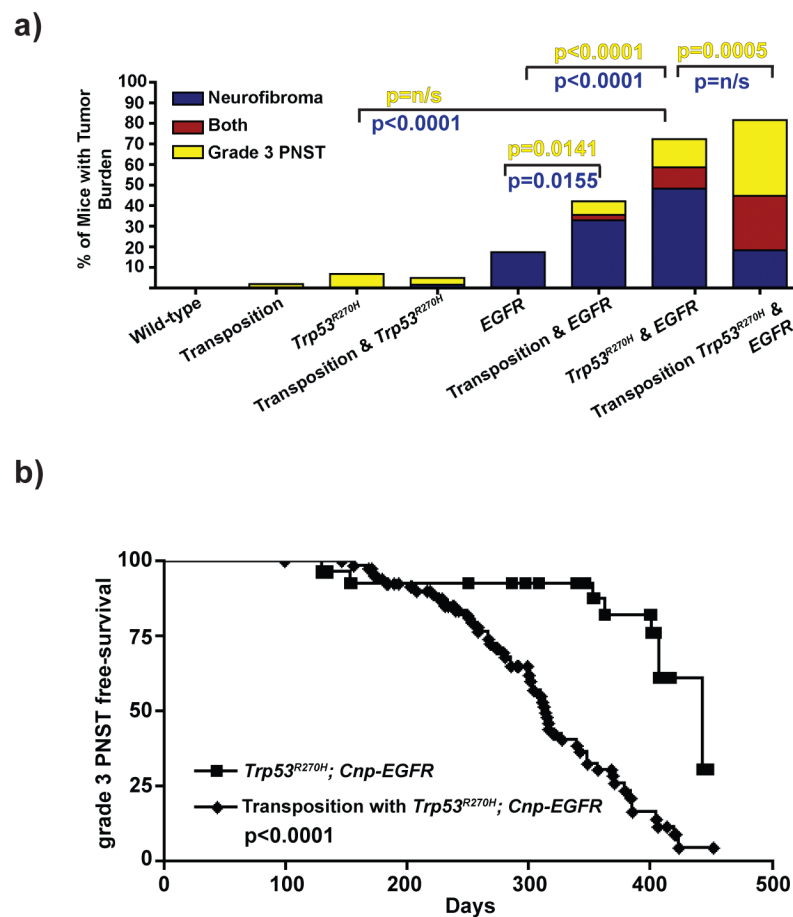 a)
p<0.0001
p=0.0005
p<0.0001
p=n/s
p=n/s
p<0.0001
p=0.0141
p=0.0155
Neurofibroma
Both
Grade 3 PNST
% of Mice with Tumor
Burden
100
90
80
70
60
50
40
30
20
10
Wild-type
Transposition
Trp53R270H
Transposition & Trp53R270H
EGFR
Transposition & EGFR
Trp53R270H & EGFR
Transposition Trp53R270H &
EGFR
b)
grade 3 PNST free-survival
100
75
50
25
0
Trp53R270H; Cnp-EGFR
Transposition with Trp53R270H; Cnp-EGFR
p<0.0001
0
100
200
300
400
500
Days